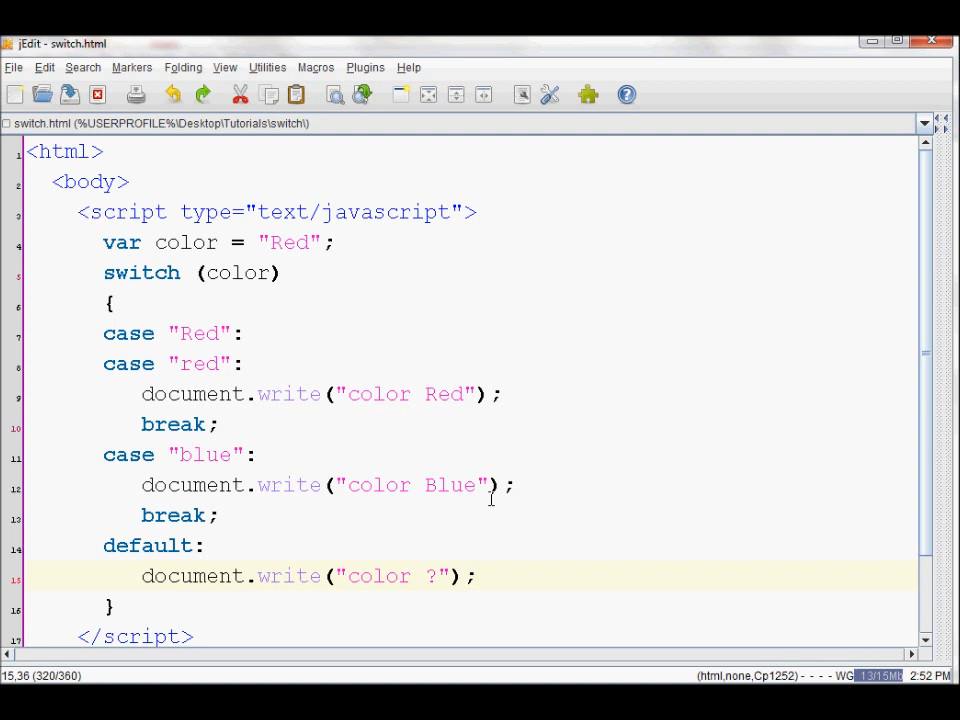 jEdit - switch.html
File Edit Search Markers Folding View Utilities Macros Plugins Help
switch.html (%USERPROFILE%\Desktop\Tutorials\switch\)
1 <html>
2 <body>
3 <script type="text/javascript">
4 var color = "Red";
5 switch (color)
6 {
7 case "Red":
8 case "red":
9 document.write("color Red");
10 break;
11 case "blue":
12 document.write("color Blue");
13 break;
14 default:
15 document.write("color ?");
16 }
17 </script>
15,36 (320/360) (html,none,Cp1252) - - - - WG 13/15Mb 2:52 PM